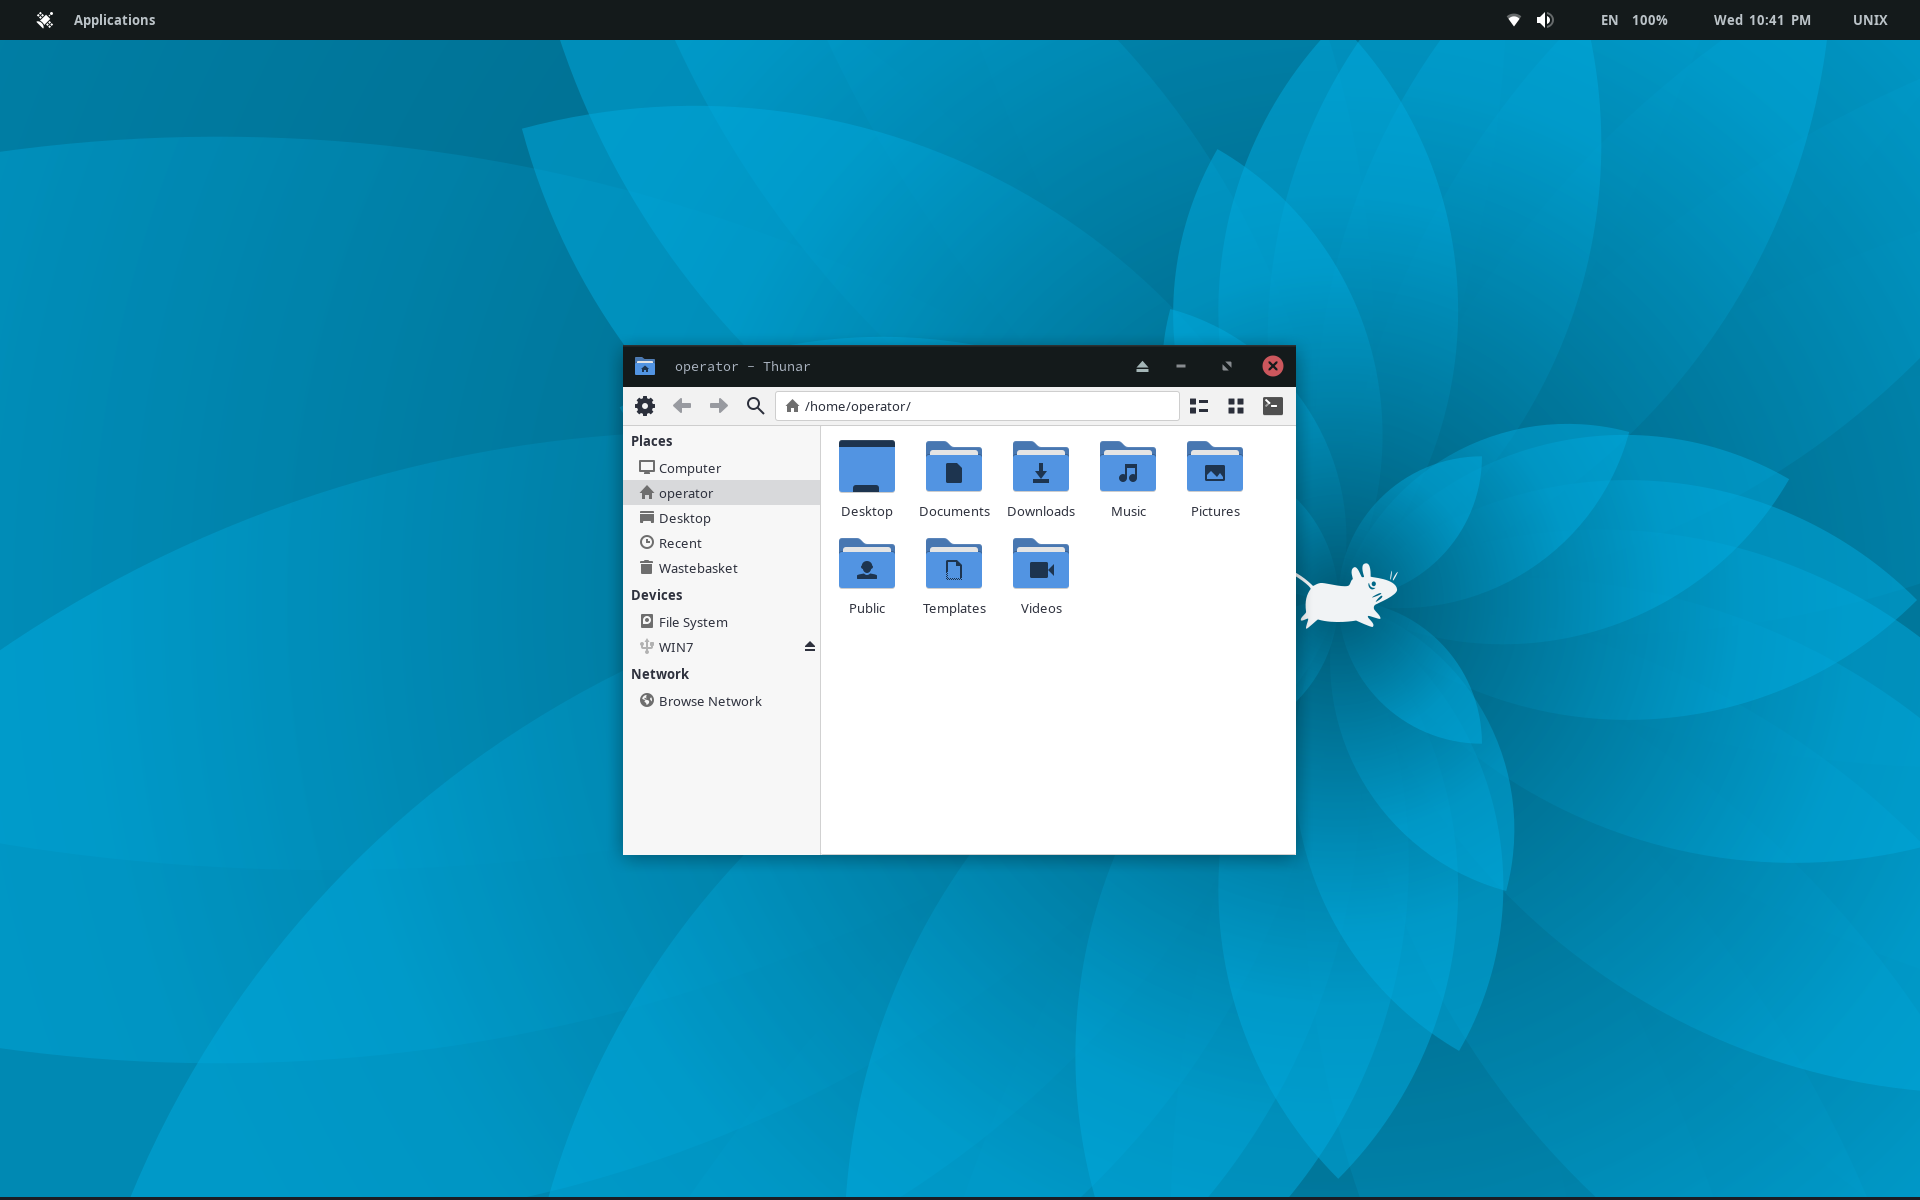 Applications
EN 100% Wed 10:41 PM UNIX
operator – Thunar
/home/operator/
Places
Computer
operator
Desktop
Recent
Wastebasket
Devices
File System
WIN7
Network
Browse Network
Desktop Documents Downloads Music Pictures
Public Templates Videos